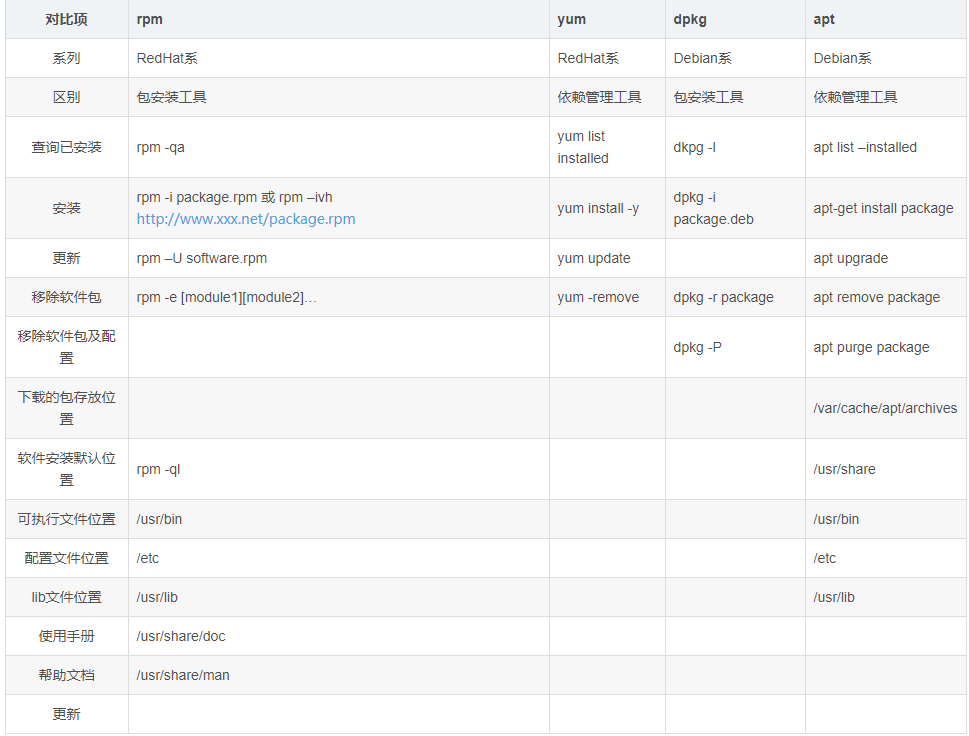 对比项 rpm yum dpkg apt
系列 RedHat系 RedHat系 Debian系 Debian系
区别 包安装工具 依赖管理工具 包安装工具 依赖管理工具
查询已安装 rpm -qa yum list installed dkpg -l apt list –installed
安装 rpm -i package.rpm 或 rpm –ivh http://www.xxx.net/package.rpm yum install -y dpkg -i package.deb apt-get install package
更新 rpm –U software.rpm yum update apt upgrade
移除软件包 rpm -e [module1][module2]… yum -remove dpkg -r package apt remove package
移除软件包及配置 dpkg -P apt purge package
下载的包存放位置 /var/cache/apt/archives
软件安装默认位置 rpm -ql /usr/share
可执行文件位置 /usr/bin /usr/bin
配置文件位置 /etc /etc
lib文件位置 /usr/lib /usr/lib
使用手册 /usr/share/doc
帮助文档 /usr/share/man
更新